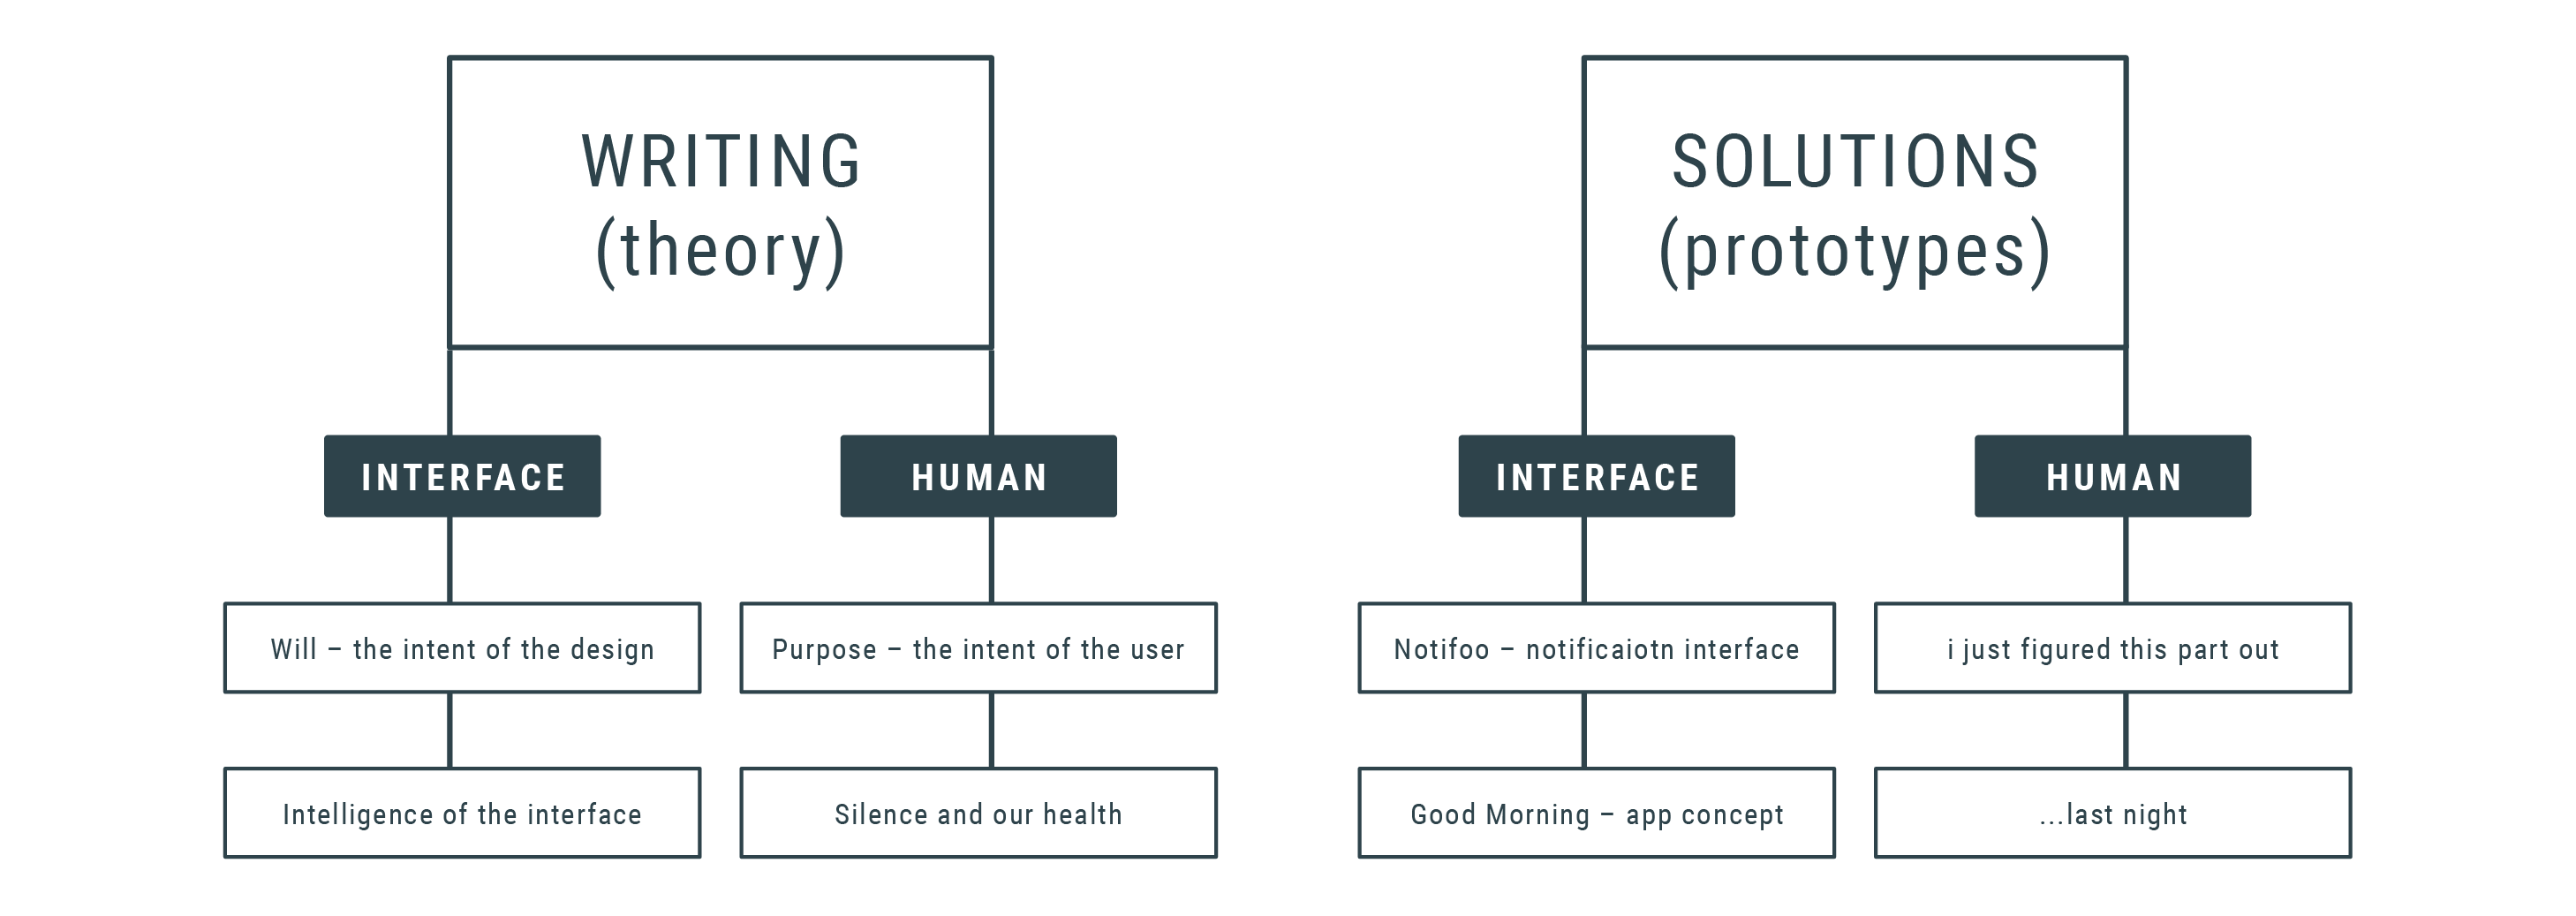 WRITING
(theory)
INTERFACE
HUMAN
Will – the intent of the design
Purpose – the intent of the user
Intelligence of the interface
Silence and our health
SOLUTIONS
(prototypes)
INTERFACE
HUMAN
Notifoo – notificaiotn interface
i just figured this part out
Good Morning – app concept
...last night